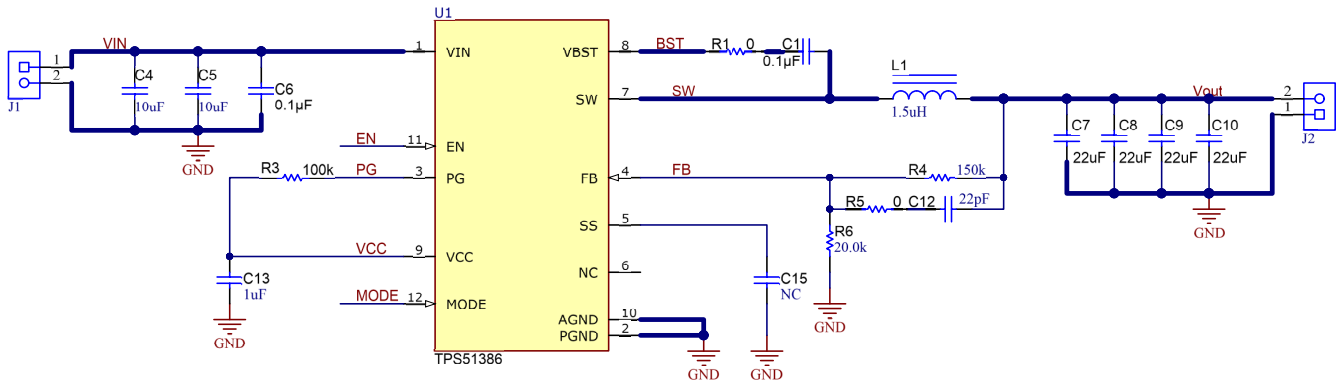 U1
VIN 1 VIN VBST 8 BST R1 0 C1
0.1µF
1
2
J1
C4
10uF
C5
10uF
C6
0.1µF
GND
SW 7 SW
L1
1.5uH
Vout
2
1
J2
C7
22uF
C8
22uF
C9
22uF
C10
22uF
GND
EN 11 EN
R3 100k PG 3 PG
FB 4 FB
R4 150k
R5 0 C12 22pF
R6
20.0k
GND
SS 5
C15
NC
GND
VCC 9 VCC
C13
1uF
GND
NC 6
MODE 12 MODE
AGND 10
PGND 2
GND
TPS51386